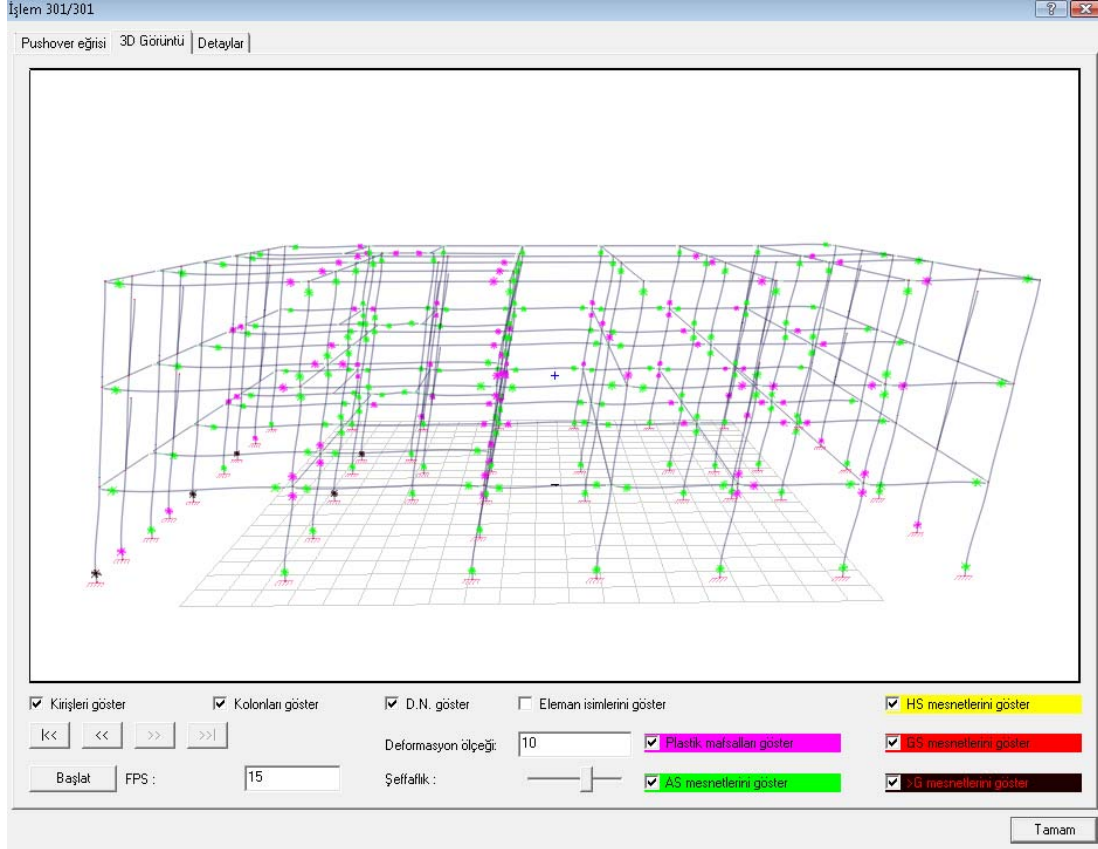 İşlem 301/301
Pushover eğrisi 3D Görüntü Detaylar
Kirişleri göster Kolonları göster D.N. göster Eleman isimlerini göster HS mesnetlerini göster
|<< << >> >>| Deformasyon ölçeği: 10 Plastik mafsalları göster GS mesnetlerini göster
Başlat FPS : 15 Şeffaflık : AS mesnetlerini göster >G mesnetlerini göster
Tamam